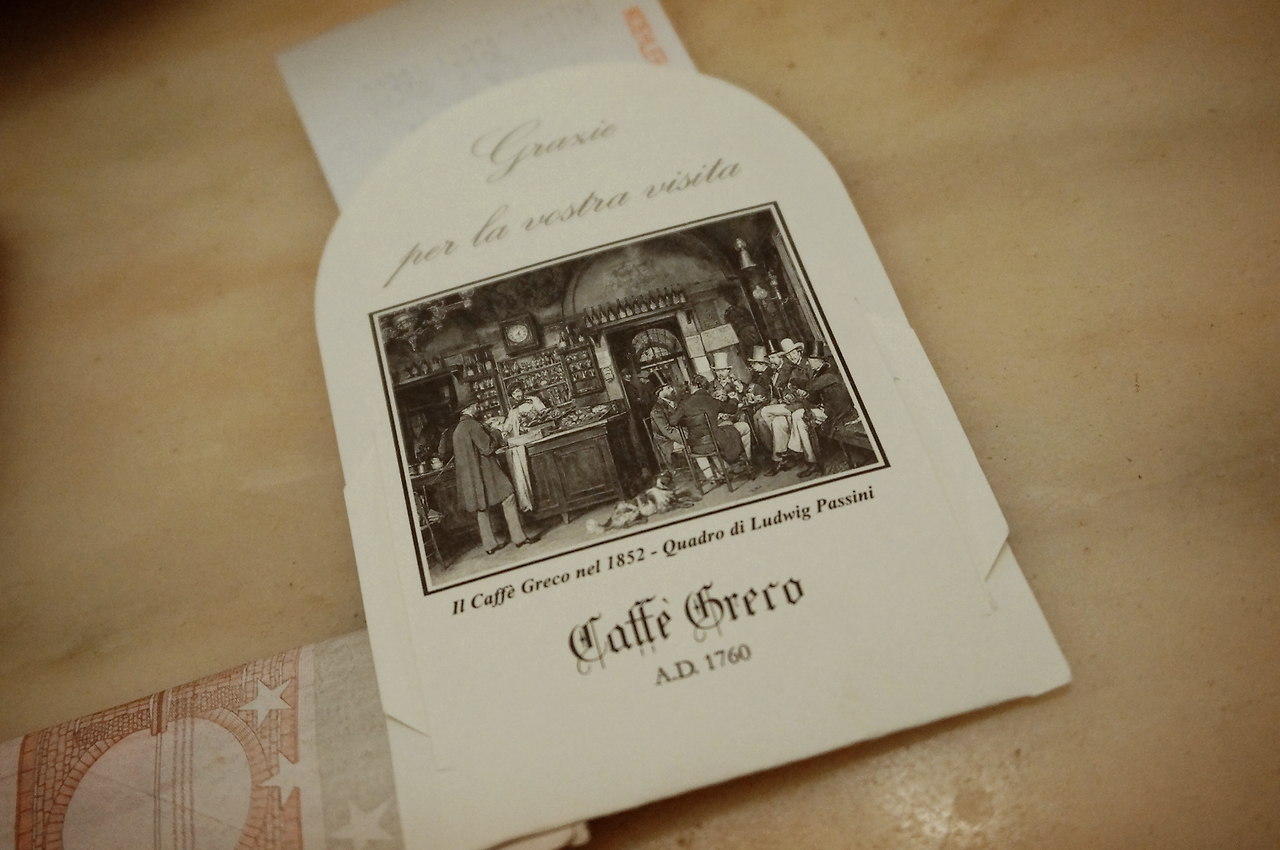 Grazie
per la vostra visita
Il Caffè Greco nel 1852 - Quadro di Ludwig Passini
Caffè Greco
A.D. 1760